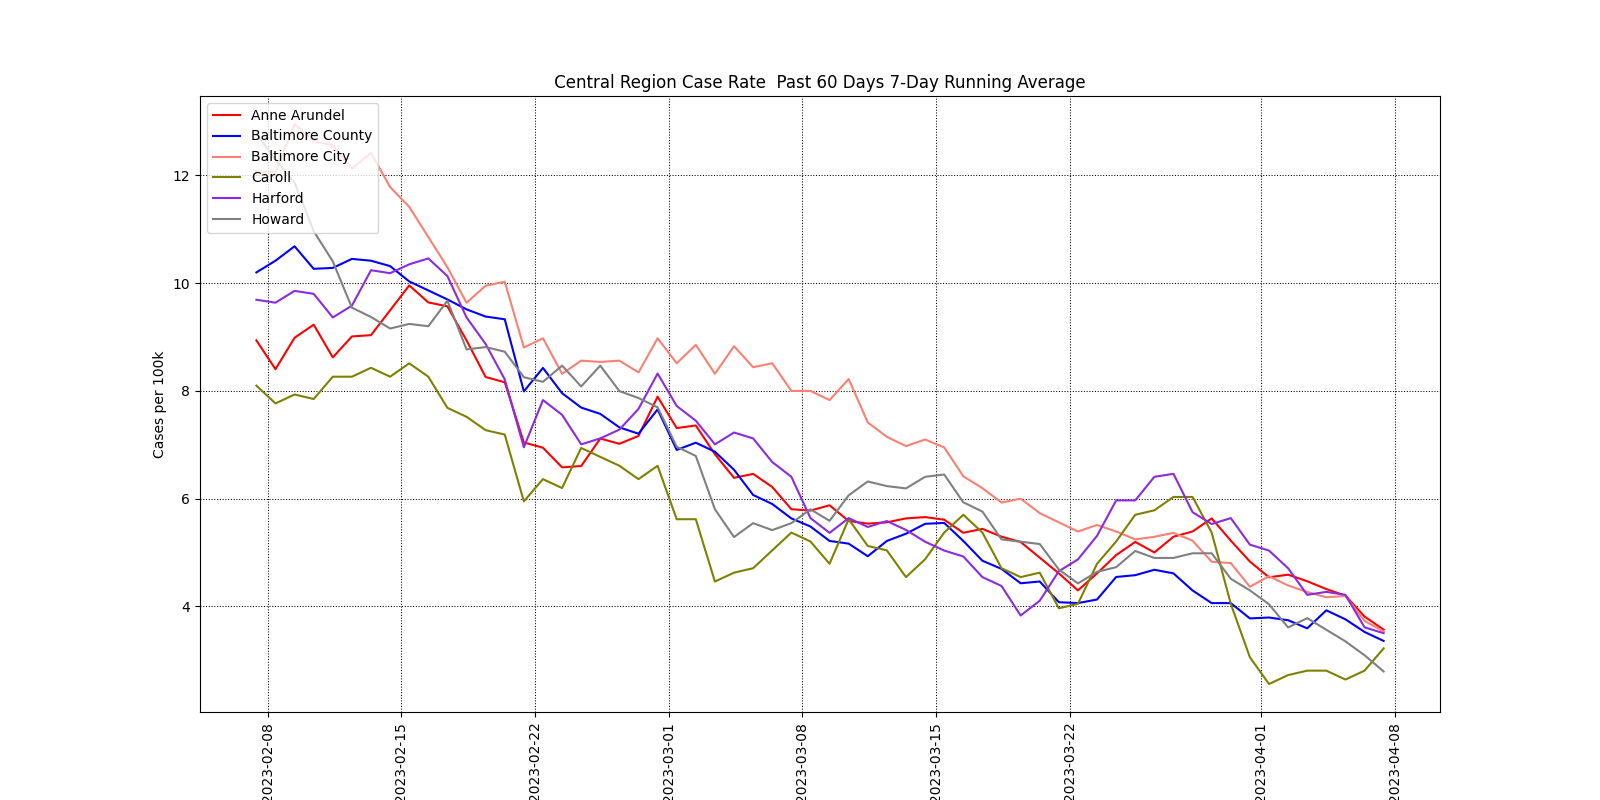 Central Region Case Rate  Past 60 Days 7-Day Running Average
Anne Arundel
Baltimore County
Baltimore City
Caroll
Harford
Howard
12
10
8
6
4
Cases per 100k
2023-02-08
2023-02-15
2023-02-22
2023-03-01
2023-03-08
2023-03-15
2023-03-22
2023-04-01
2023-04-08